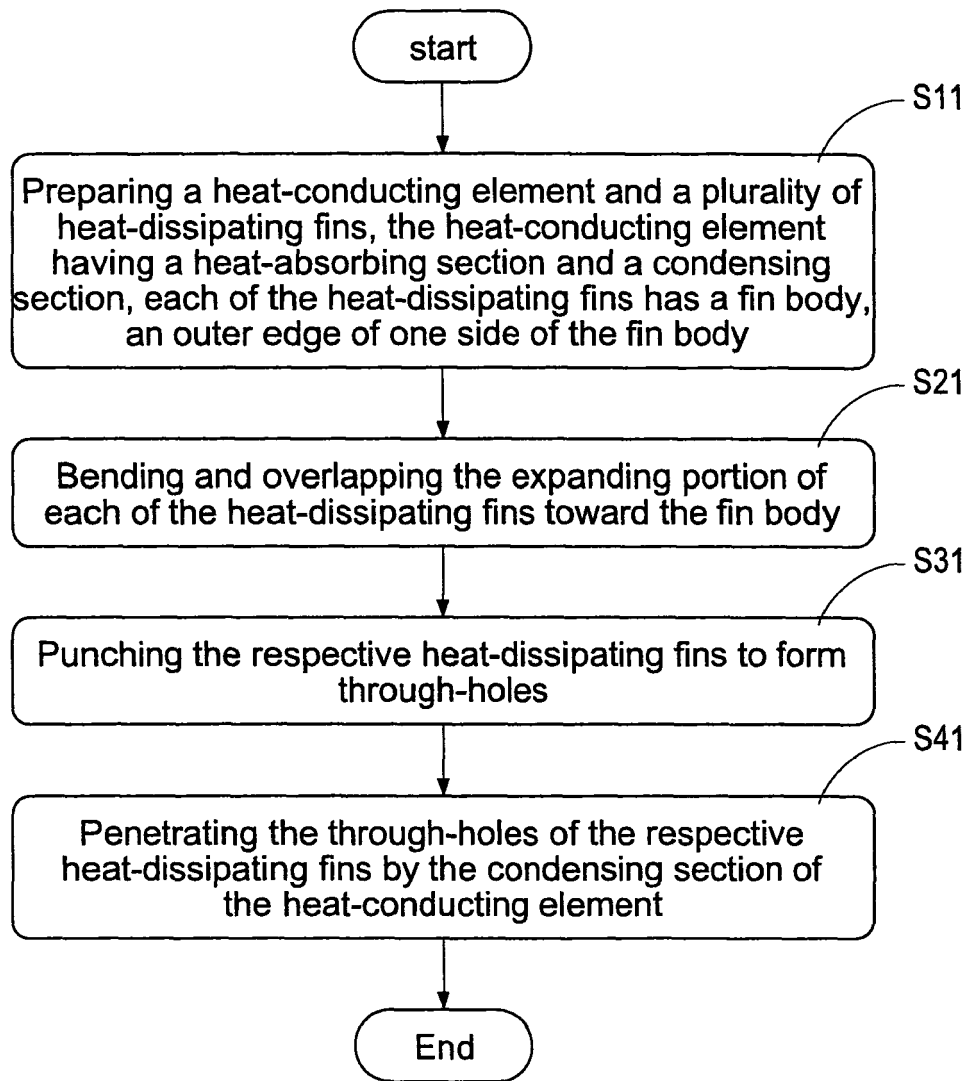 start
S11
Preparing a heat-conducting element and a plurality of
heat-dissipating fins, the heat-conducting element
having a heat-absorbing section and a condensing
section, each of the heat-dissipating fins has a fin body,
an outer edge of one side of the fin body
S21
Bending and overlapping the expanding portion of
each of the heat-dissipating fins toward the fin body
S31
Punching the respective heat-dissipating fins to form
through-holes
S41
Penetrating the through-holes of the respective
heat-dissipating fins by the condensing section of
the heat-conducting element
End